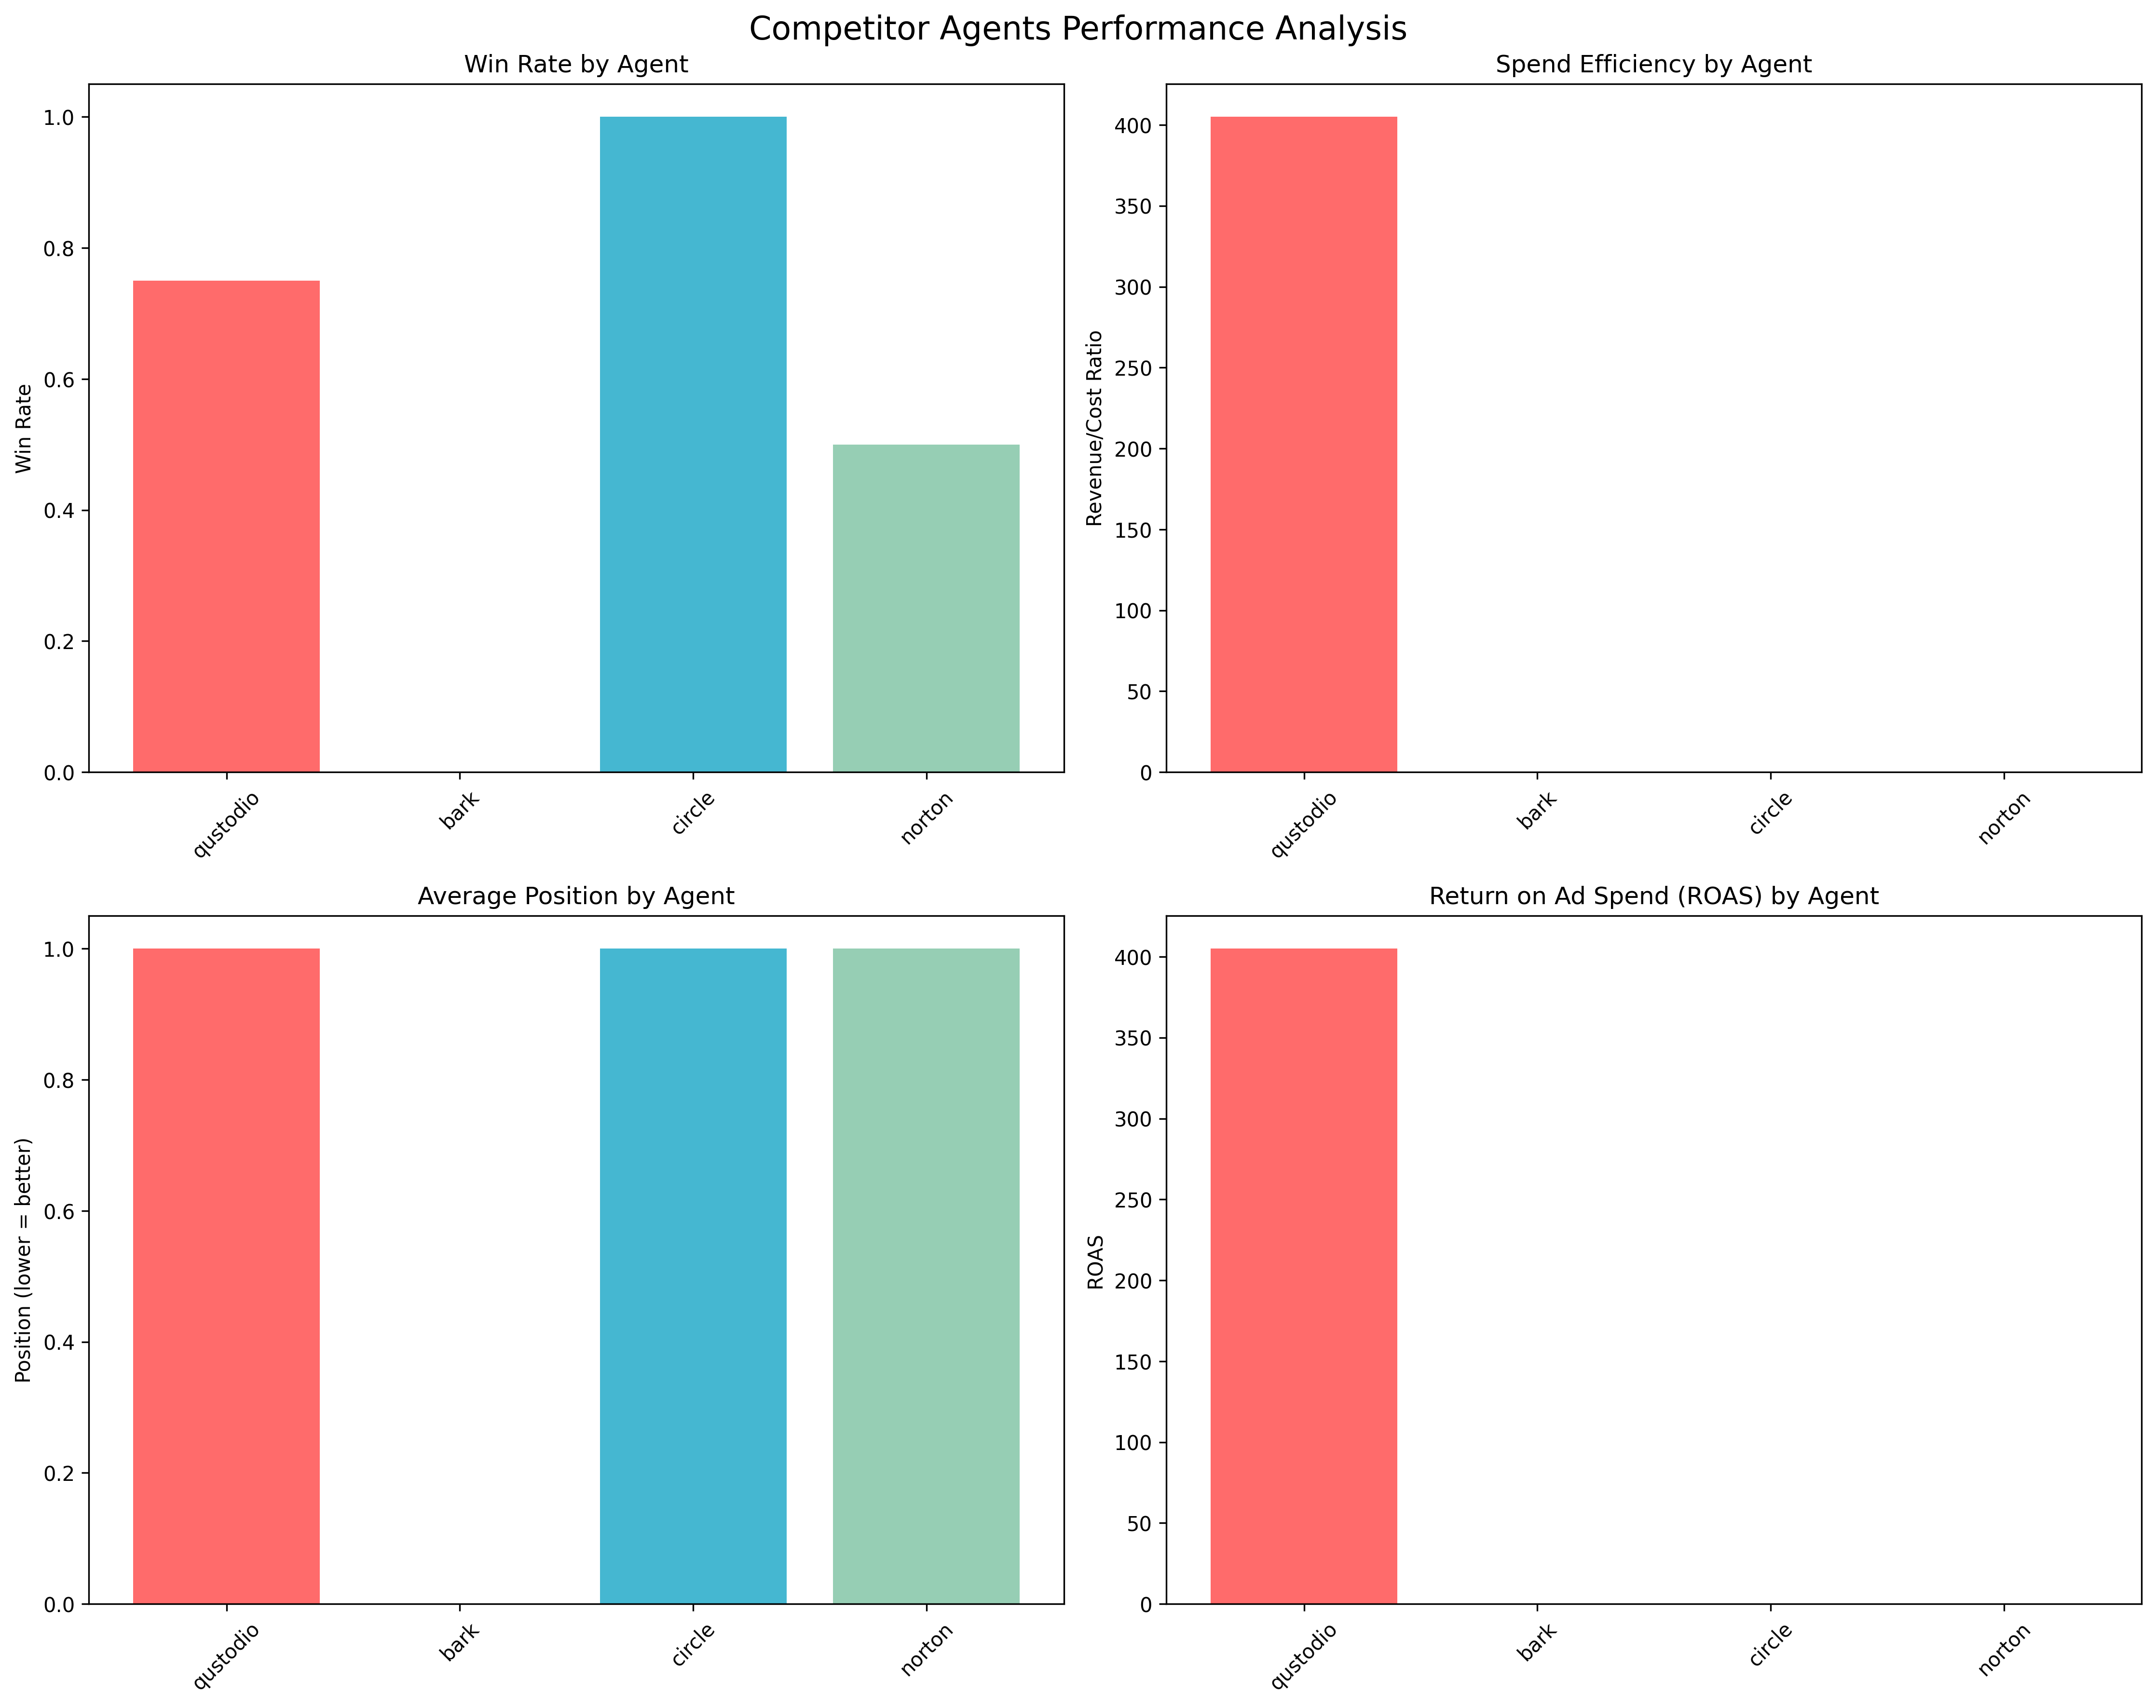 Competitor Agents Performance Analysis
Win Rate by Agent
Win Rate
1.0
0.8
0.6
0.4
0.2
0.0
qustodio
bark
circle
norton
Spend Efficiency by Agent
Revenue/Cost Ratio
400
350
300
250
200
150
100
50
0
qustodio
bark
circle
norton
Average Position by Agent
Position (lower = better)
1.0
0.8
0.6
0.4
0.2
0.0
qustodio
bark
circle
norton
Return on Ad Spend (ROAS) by Agent
ROAS
400
350
300
250
200
150
100
50
0
qustodio
bark
circle
norton